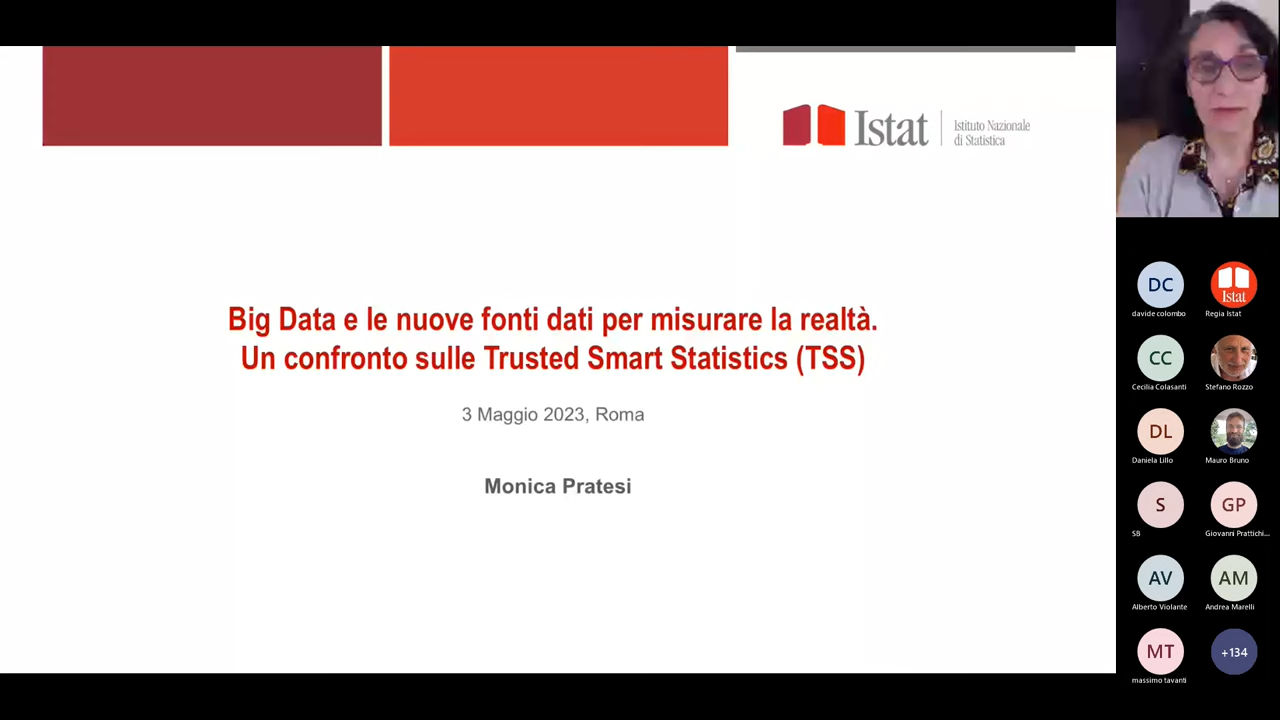 Istat
Istituto Nazionale
di Statistica
Big Data e le nuove fonti dati per misurare la realtà.
Un confronto sulle Trusted Smart Statistics (TSS)
3 Maggio 2023, Roma
Monica Pratesi
DC
davide colombo
Istat
Regia Istat
CC
Cecilia Colasanti
Stefano Rozzo
DL
Daniela Lillo
Mauro Bruno
S
SB
GP
Giovanni Prattichi...
AV
Alberto Violante
AM
Andrea Marelli
MT
massimo tavanti
+134